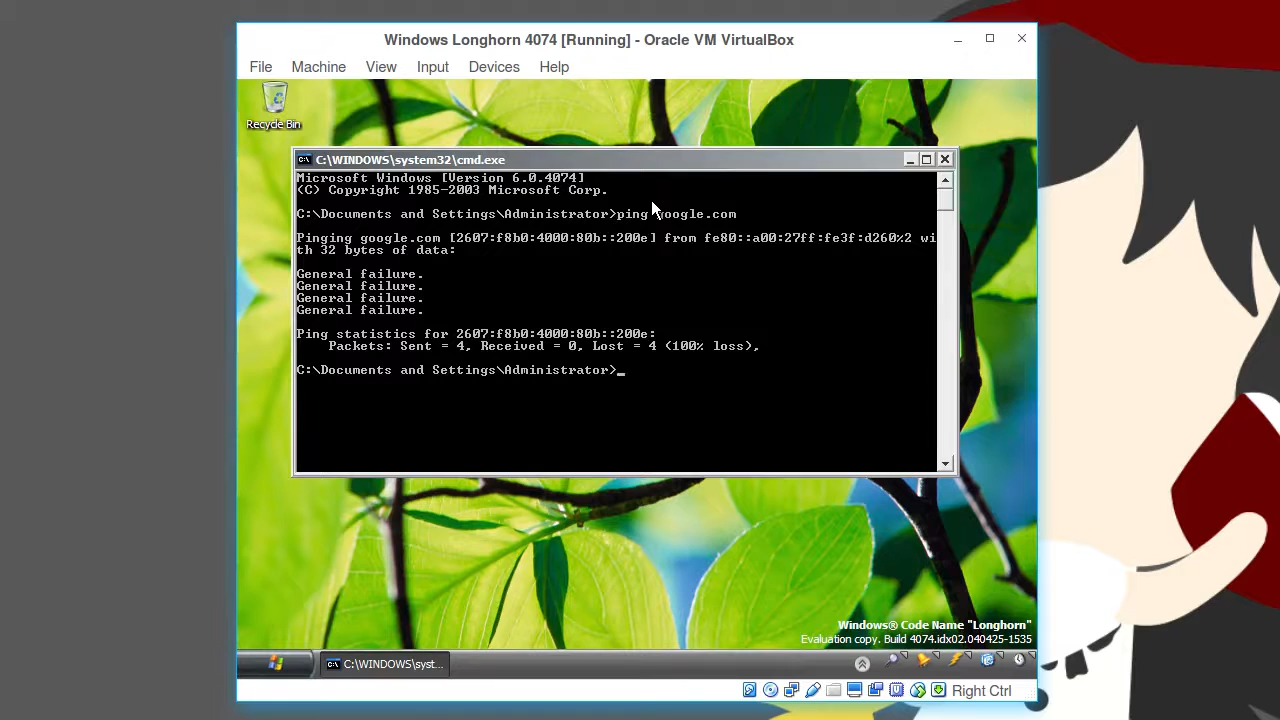 Windows Longhorn 4074 [Running] - Oracle VM VirtualBox
File Machine View Input Devices Help
Recycle Bin
C:\WINDOWS\system32\cmd.exe
Microsoft Windows [Version 6.0.4074]
(C) Copyright 1985-2003 Microsoft Corp.
C:\Documents and Settings\Administrator>ping google.com
Pinging google.com [2607:f8b0:4000:80b::200e] from fe80::a00:27ff:fe3f:d260%2 wi
th 32 bytes of data:
General failure.
General failure.
General failure.
General failure.
Ping statistics for 2607:f8b0:4000:80b::200e:
Packets: Sent = 4, Received = 0, Lost = 4 (100% loss),
C:\Documents and Settings\Administrator>_
Windows® Code Name "Longhorn"
Evaluation copy. Build 4074.idx02.040425-1535
C:\WINDOWS\syst...
Right Ctrl